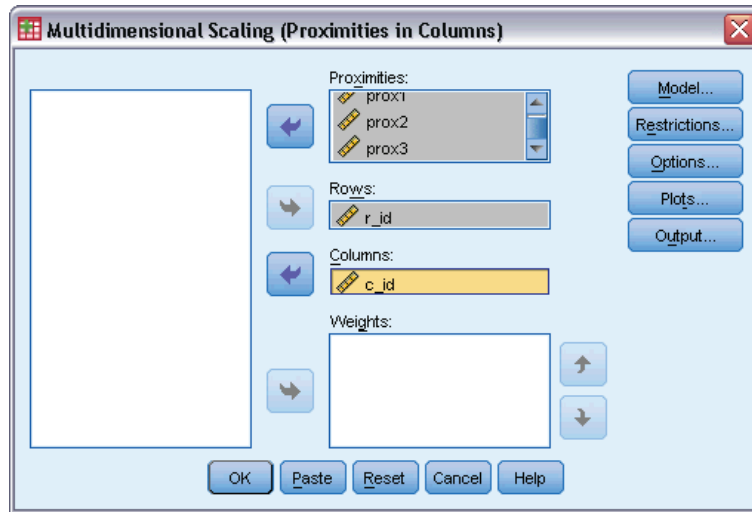 Multidimensional Scaling (Proximities in Columns)
Proximities:
prox1
prox2
prox3
Rows:
r_id
Columns:
c_id
Weights:
Model...
Restrictions...
Options...
Plots...
Output...
OK
Paste
Reset
Cancel
Help